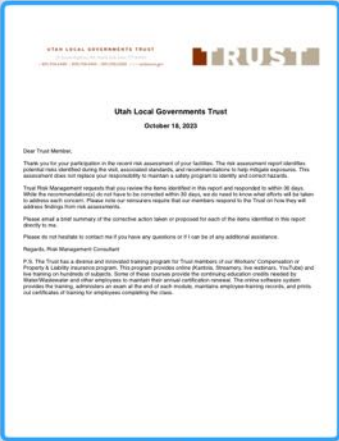 UTAH LOCAL GOVERNMENTS TRUST
TRUST
Utah Local Governments Trust
October 18, 2023
Dear Trust Member,
Thank you for your participation in the recent risk assessment of your facilities. The risk assessment report identifies
potential risks identified during the visit, associated standards, and recommendations to help mitigate exposures. This
assessment does not replace your responsibility to maintain a safety program to identify and correct hazards.
Trust Risk Management requests that you review the items identified in this report and responded to within 30 days.
While the recommendation(s) do not have to be corrected within 30 days, we do need to know what efforts will be taken
to address each concern. Please note our reinsurers require that our members respond to the Trust on how they will
address findings from risk assessments.
Please email a brief summary of the corrective action taken or proposed for each of the items identified in this report
directly to me.
Please do not hesitate to contact me if you have any questions or if I can be of any additional assistance.
Regards, Risk Management Consultant
P.S. The Trust has a diverse and innovated training program for Trust members of our Workers' Compensation or
Property & Liability insurance program. This program provides online (Kantola, Streamery, live webinars, YouTube) and
live training on hundreds of subjects. Some of these courses provide the continuing education credits needed by
Water/Wastewater and other employees to maintain their annual certification renewal. The online software system
provides the training, administers an exam at the end of each module, maintains employee-training records, and prints
out certificates of training for employees completing the class.